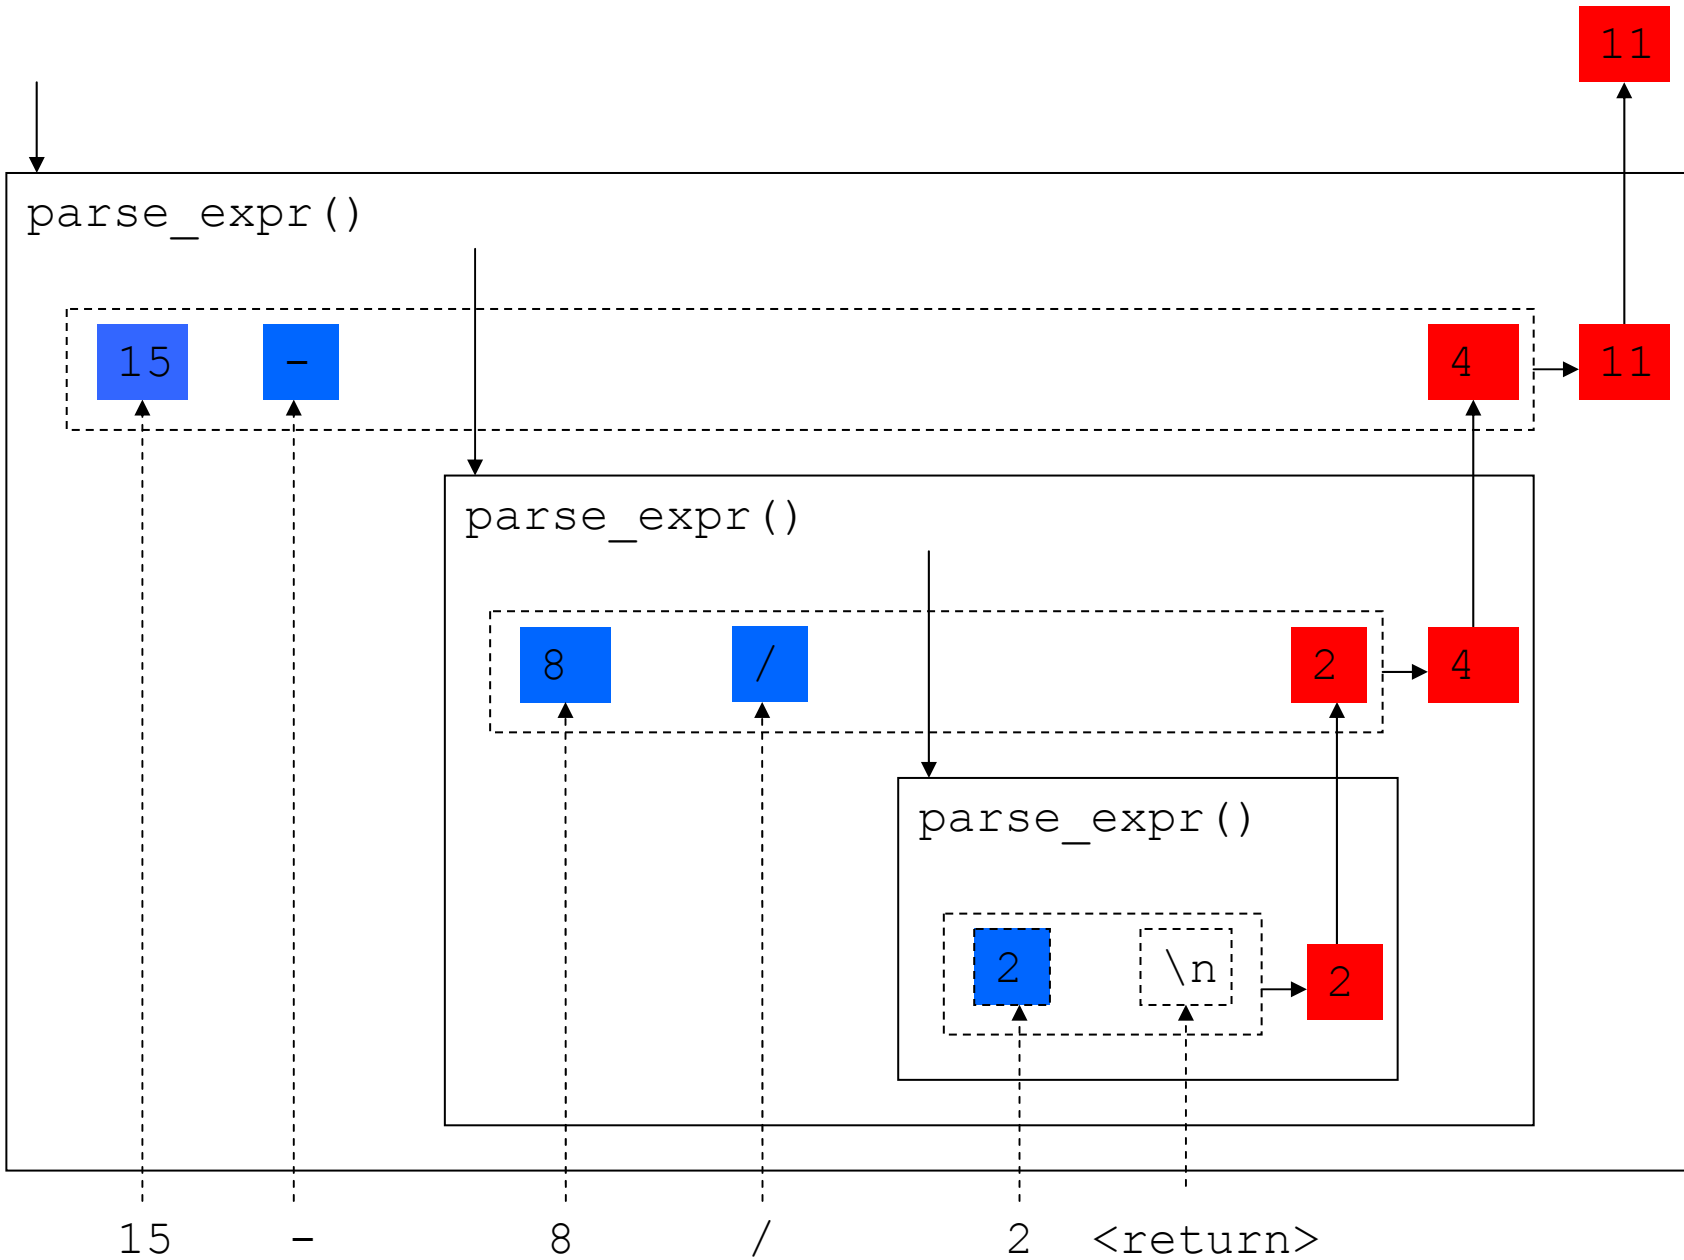 11
parse_expr()
15 - 4 11
parse_expr()
8 / 2 4
parse_expr()
2 \n 2
15 - 8 / 2 <return>